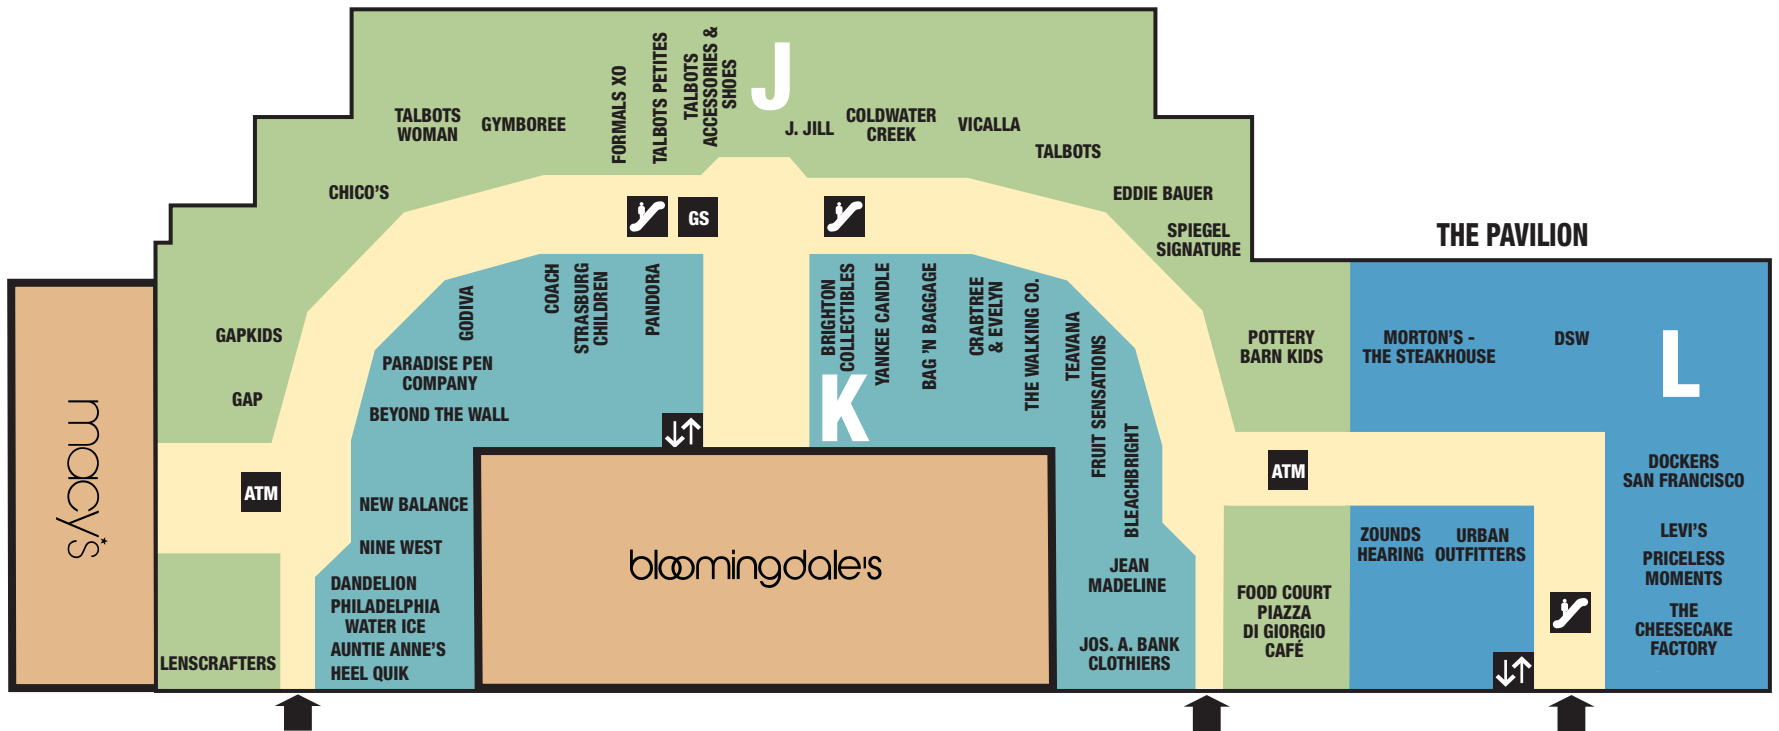 J
TALBOTS
WOMAN
GYMBOREE
FORMALS XO
TALBOTS PETITES
TALBOTS
ACCESSORIES &
SHOES
J. JILL
COLDWATER
CREEK
VICALLA
TALBOTS
CHICO'S
EDDIE BAUER
SPIEGEL
SIGNATURE
GS
THE PAVILION
GAPKIDS
GAP
GODIVA
COACH
STRASBURG
CHILDREN
PANDORA
PARADISE PEN
COMPANY
BEYOND THE WALL
BRIGHTON
COLLECTIBLES
YANKEE CANDLE
BAG 'N BAGGAGE
CRABTREE
& EVELYN
THE WALKING CO.
TEAVANA
FRUIT SENSATIONS
BLEACHBRIGHT
K
POTTERY
BARN KIDS
MORTON'S -
THE STEAKHOUSE
DSW
L
macy's
ATM
NEW BALANCE
NINE WEST
DANDELION
PHILADELPHIA
WATER ICE
AUNTIE ANNE'S
HEEL QUIK
LENSCRAFTERS
bloomingdale's
JEAN
MADELINE
JOS. A. BANK
CLOTHIERS
ATM
FOOD COURT
PIAZZA
DI GIORGIO
CAFÉ
ZOUNDS
HEARING
URBAN
OUTFITTERS
DOCKERS
SAN FRANCISCO
LEVI'S
PRICELESS
MOMENTS
THE
CHEESECAKE
FACTORY